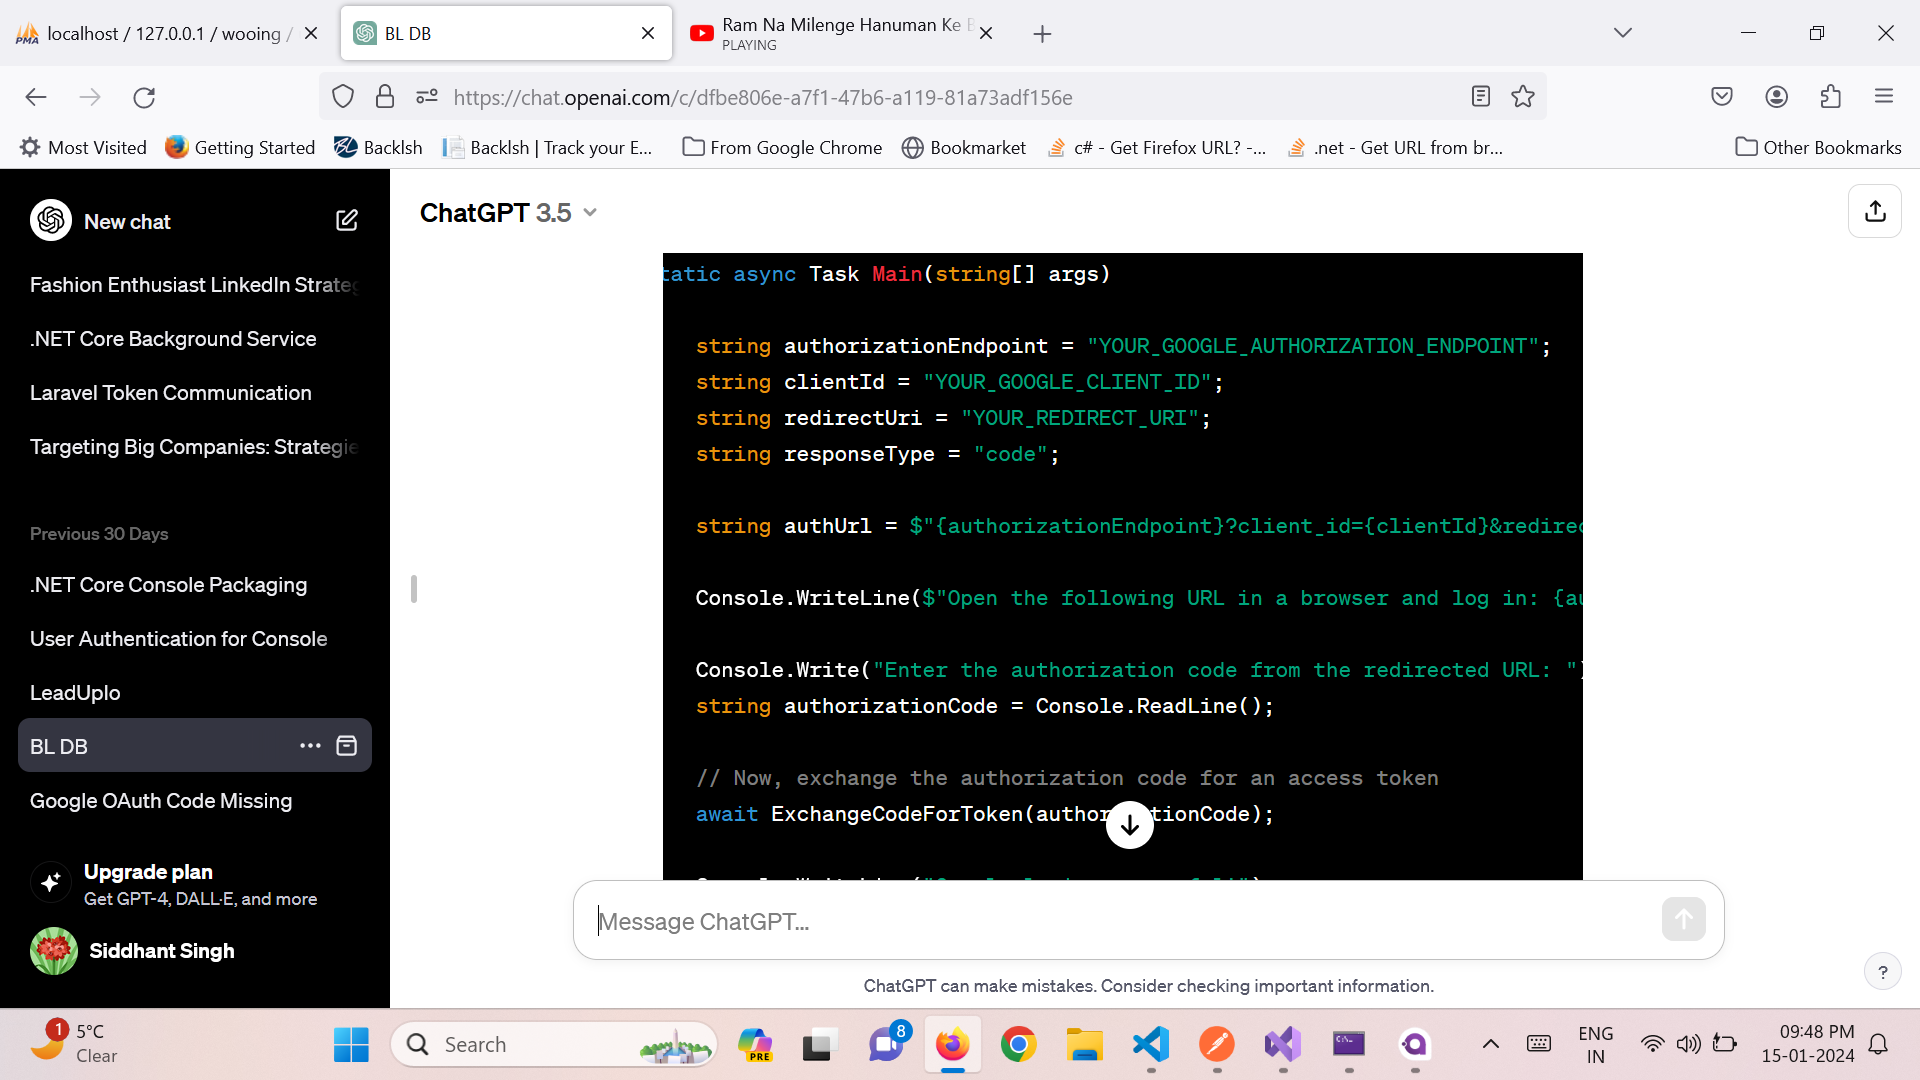 localhost / 127.0.0.1 / wooing /
BL DB
Ram Na Milenge Hanuman Ke B
PLAYING
https://chat.openai.com/c/dfbe806e-a7f1-47b6-a119-81a73adf156e
Most Visited
Getting Started
Backlsh
Backlsh | Track your E...
From Google Chrome
Bookmarket
c# - Get Firefox URL? -...
.net - Get URL from br...
Other Bookmarks
New chat
Fashion Enthusiast LinkedIn Strateg
.NET Core Background Service
Laravel Token Communication
Targeting Big Companies: Strategie
Previous 30 Days
.NET Core Console Packaging
User Authentication for Console
LeadUplo
BL DB
Google OAuth Code Missing
Upgrade plan
Get GPT-4, DALL·E, and more
Siddhant Singh
ChatGPT 3.5
tatic async Task Main(string[] args)
string authorizationEndpoint = "YOUR_GOOGLE_AUTHORIZATION_ENDPOINT";
string clientId = "YOUR_GOOGLE_CLIENT_ID";
string redirectUri = "YOUR_REDIRECT_URI";
string responseType = "code";
string authUrl = $"{authorizationEndpoint}?client_id={clientId}&redirec
Console.WriteLine($"Open the following URL in a browser and log in: {au
Console.Write("Enter the authorization code from the redirected URL: ")
string authorizationCode = Console.ReadLine();
// Now, exchange the authorization code for an access token
await ExchangeCodeForToken(authorizationCode);
Message ChatGPT...
ChatGPT can make mistakes. Consider checking important information.
?
1
5°C
Clear
Search
PRE
8
ENG
IN
09:48 PM
15-01-2024